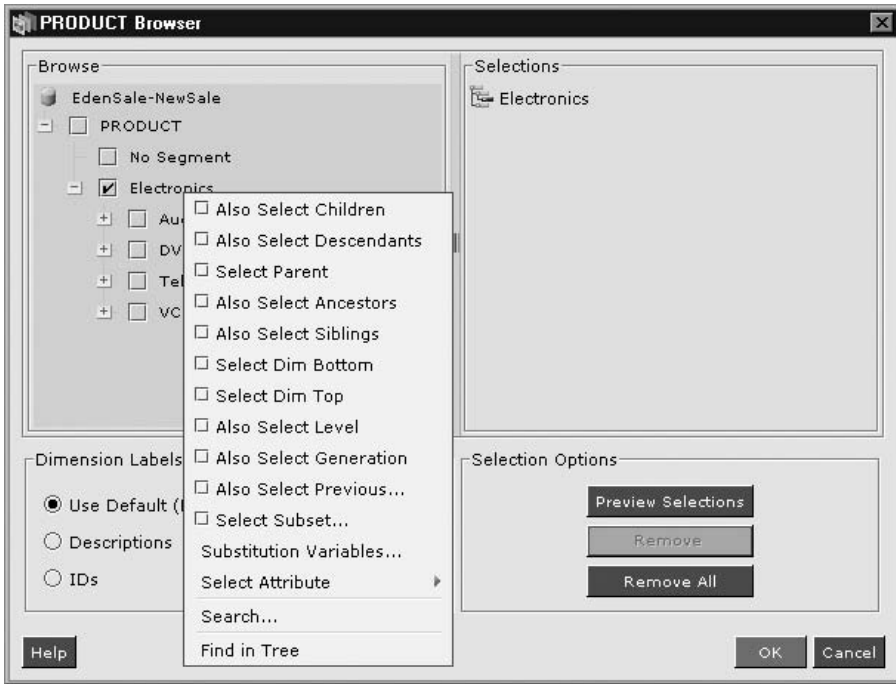 PRODUCT Browser
Browse
EdenSale-NewSale
PRODUCT
No Segment
Electronics
Also Select Children
Also Select Descendants
Select Parent
Also Select Ancestors
Also Select Siblings
Select Dim Bottom
Select Dim Top
Also Select Level
Also Select Generation
Also Select Previous...
Select Subset...
Substitution Variables...
Select Attribute
Search...
Find in Tree
Selections
Electronics
Dimension Labels
Use Default
Descriptions
IDs
Selection Options
Preview Selections
Remove
Remove All
Help
OK
Cancel